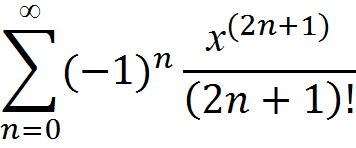 ∑_{n=0}^{∞} (−1)^n x^(2n+1) / (2n + 1)!